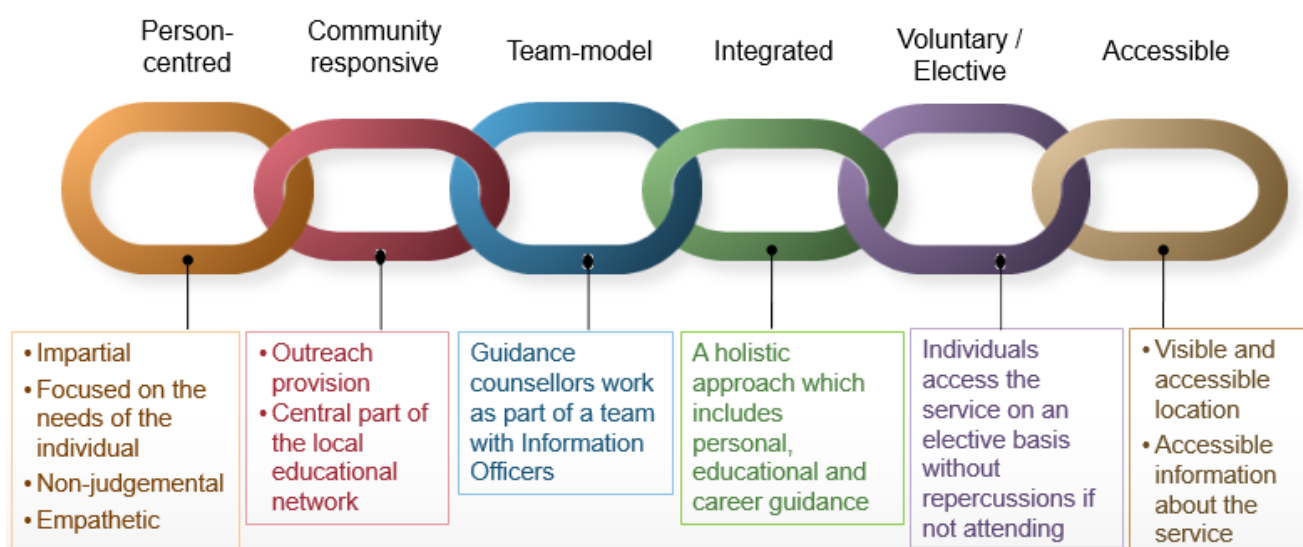 Person-
centred
Community
responsive
Team-model
Integrated
Voluntary /
Elective
Accessible
• Impartial
• Focused on the
needs of the
individual
• Non-judgemental
• Empathetic
• Outreach
provision
• Central part of
the local
educational
network
Guidance
counsellors work
as part of a team
with Information
Officers
A holistic
approach which
includes
personal,
educational and
career guidance
Individuals
access the
service on an
elective basis
without
repercussions if
not attending
• Visible and
accessible
location
• Accessible
information
about the
service